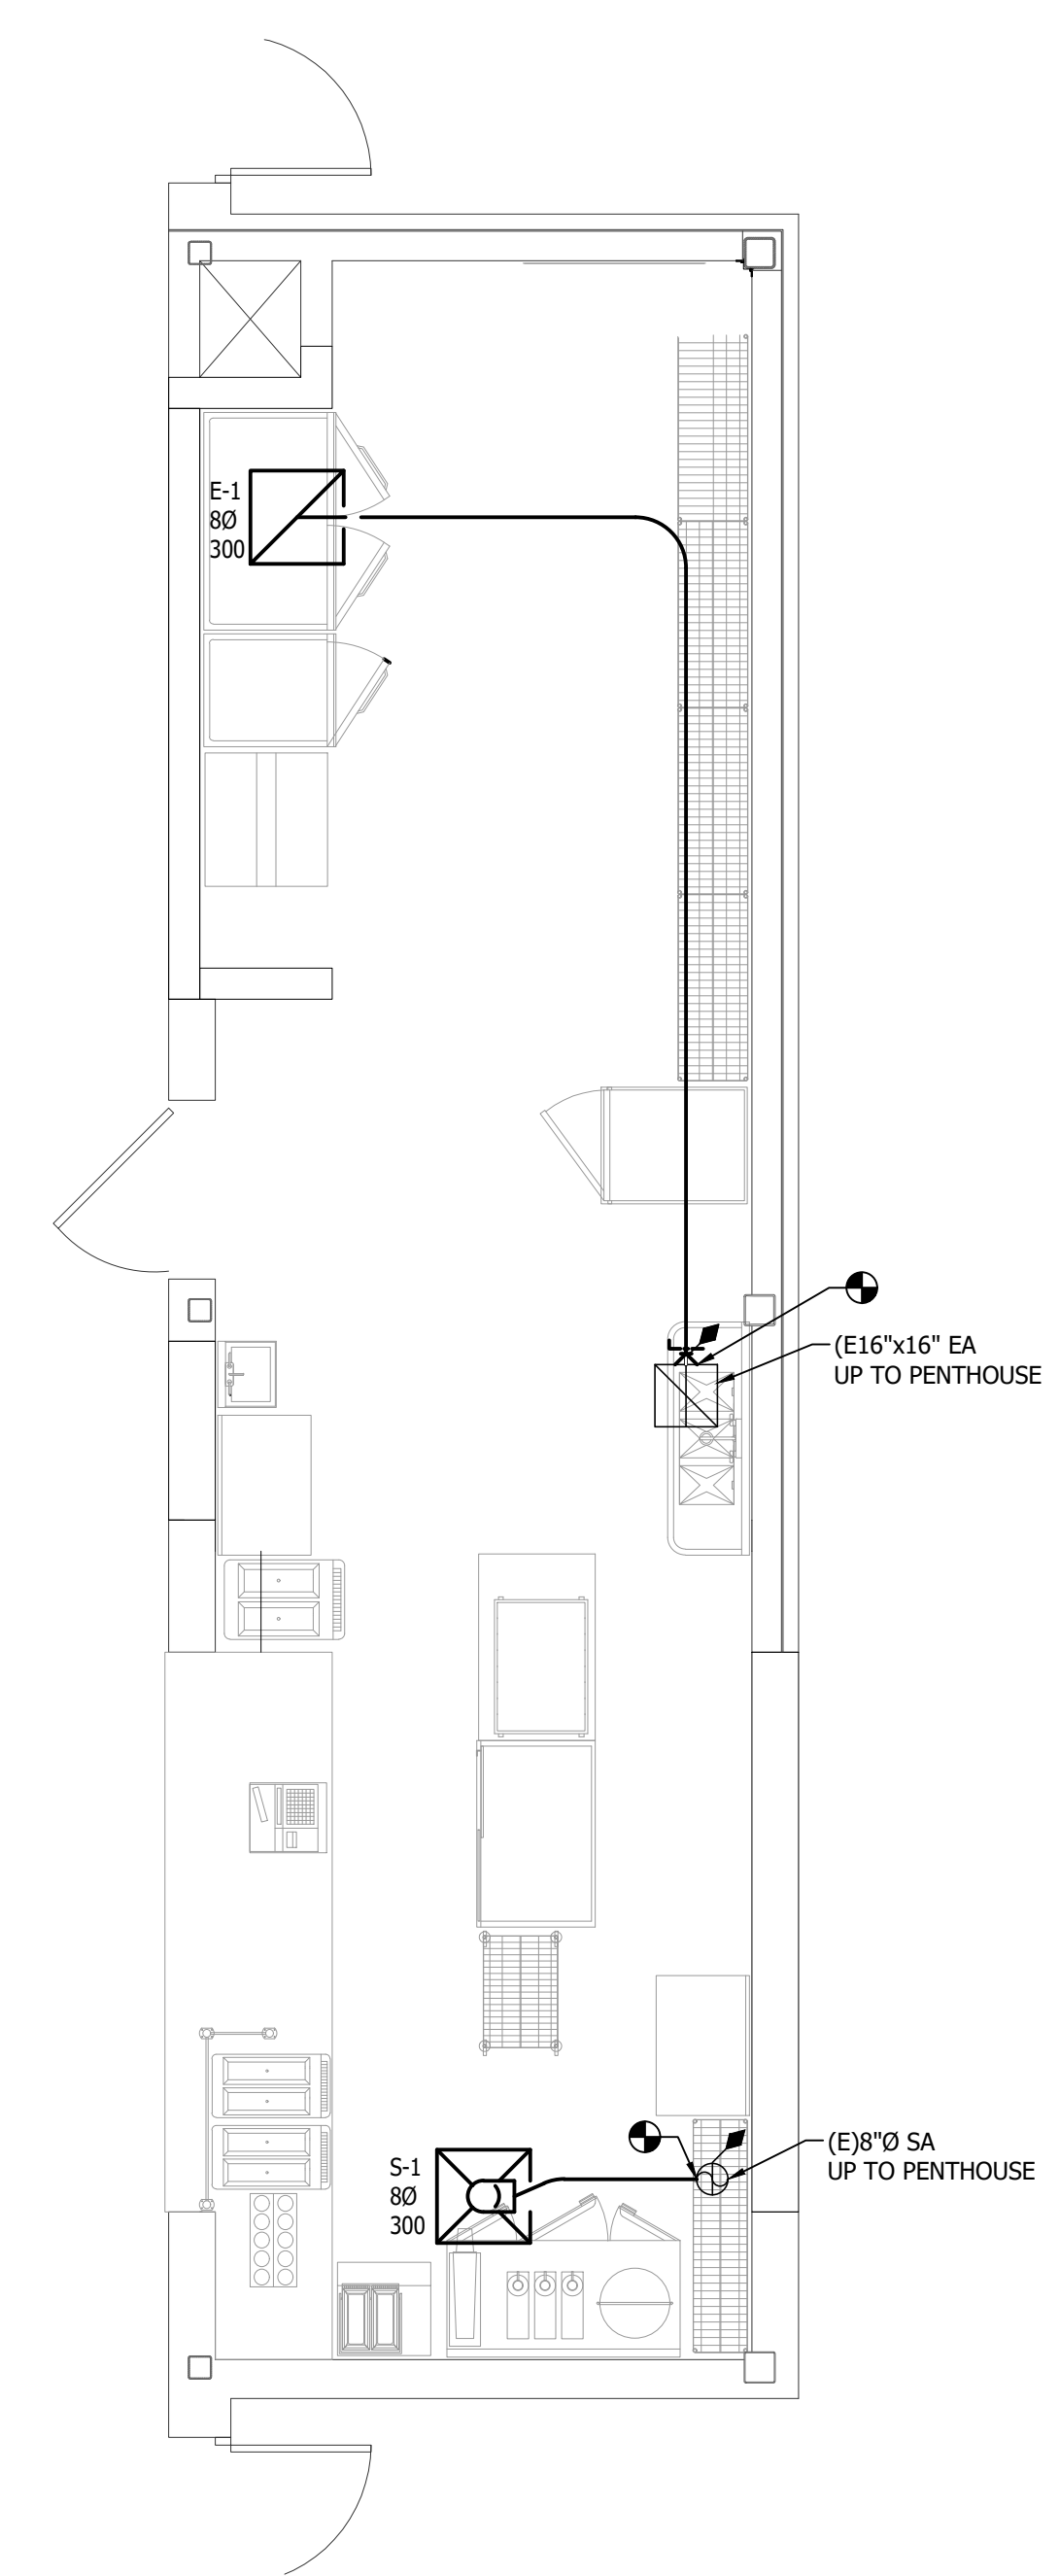 E-1
8Ø
300
(E16"x16" EA
UP TO PENTHOUSE
(E)8"Ø SA
UP TO PENTHOUSE
S-1
8Ø
300